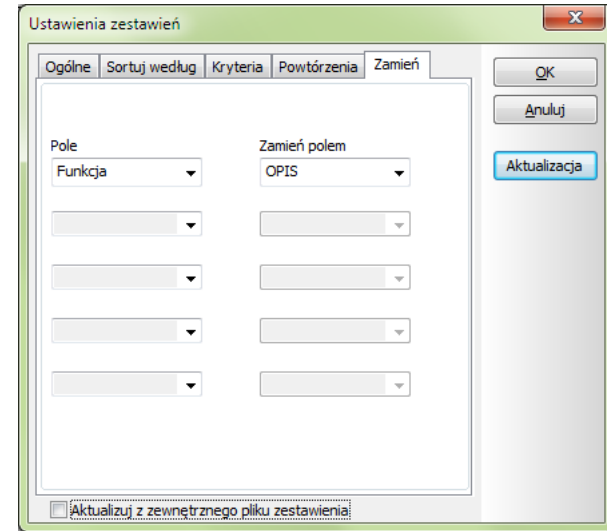 Ustawienia zestawień
Ogólne Sortuj według Kryteria Powtórzenia Zamień
OK
Anuluj
Aktualizacja
Pole Zamień polem
Funkcja OPIS
Aktualizuj z zewnętrznego pliku zestawienia